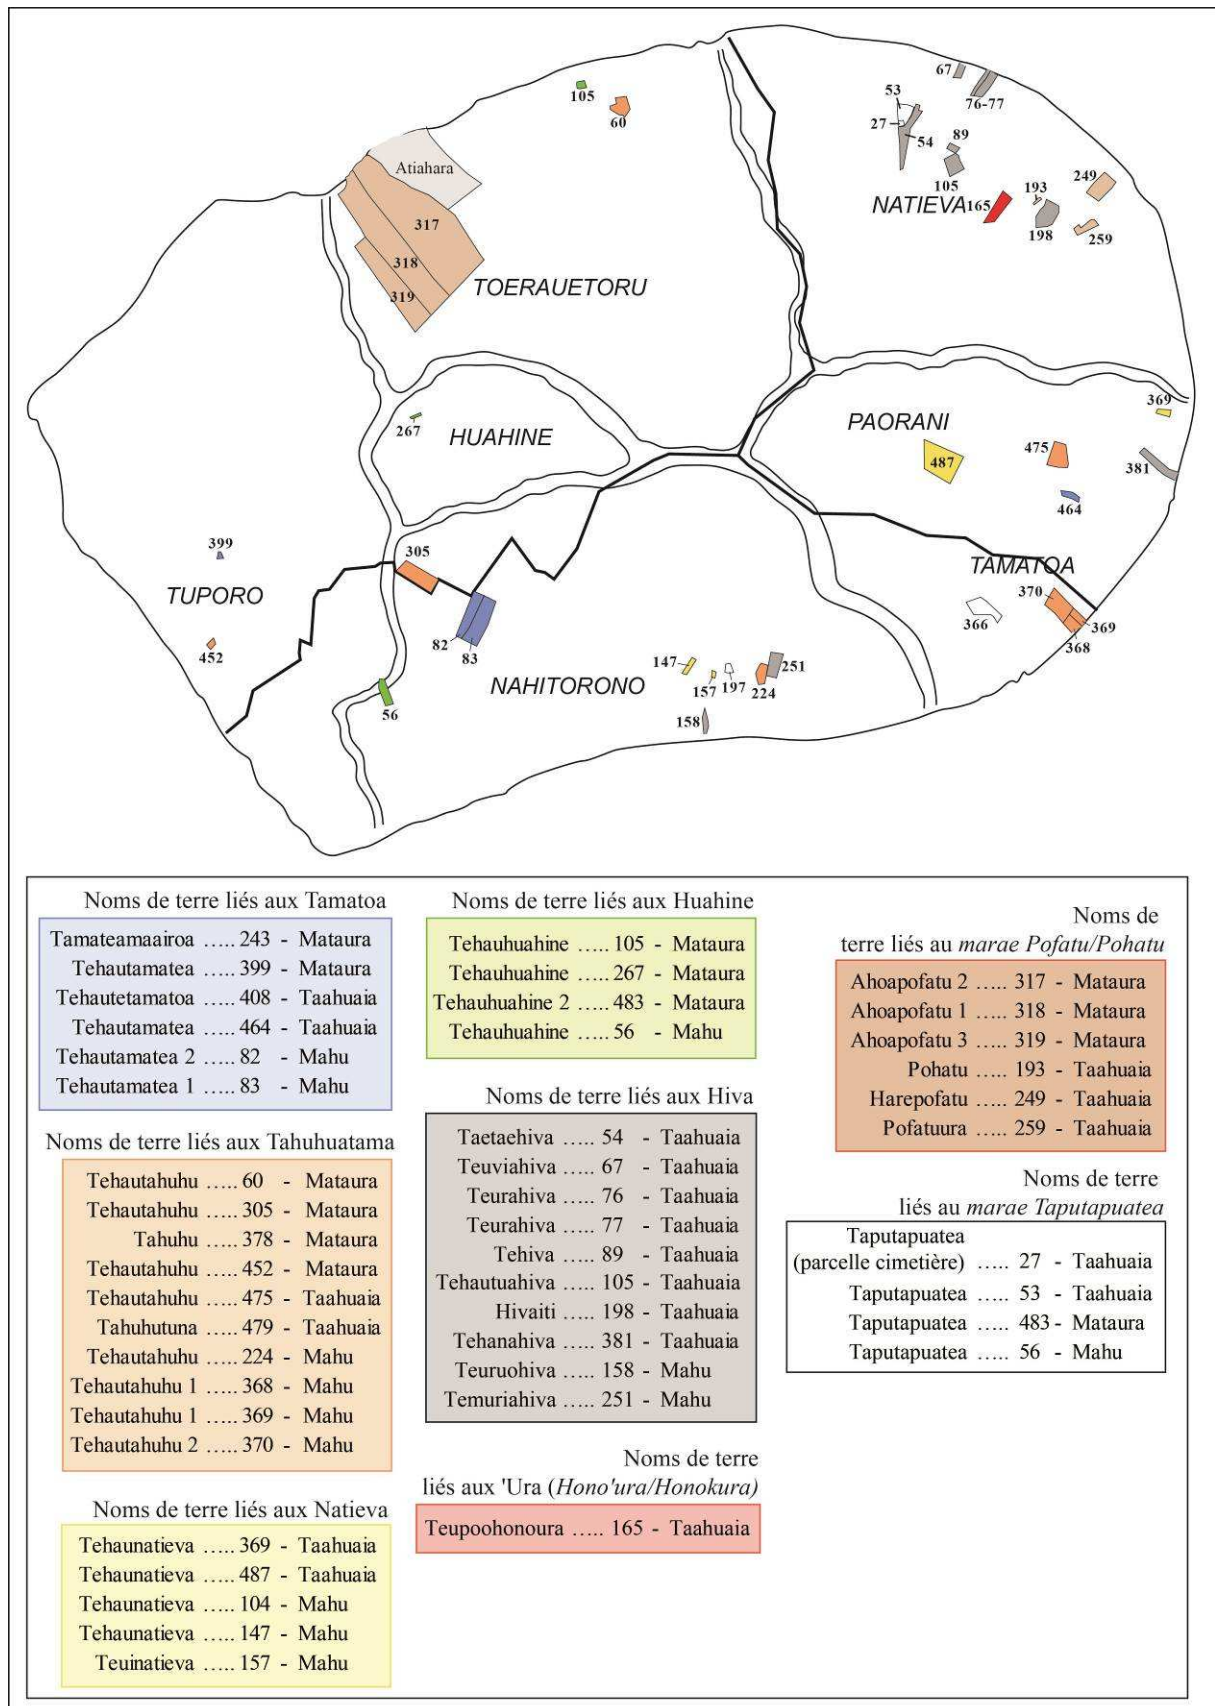 67
53
76-77
105
60
27
54
89
Atiahara
105
249
193
NATIEVA
165
198
259
317
318
319
TOERAUETORU
267
HUAHINE
PAORANI
369
475
487
381
464
399
305
TAMATOA
TUPORO
370
366
369
368
82
83
452
147
251
NAHITORONO
157
197
224
56
158
Noms de terre liés aux Tamatoa
Tamateamaairoa ..... 243 - Mataura
Tehautamatea ..... 399 - Mataura
Tehautetamatoa ..... 408 - Taahuaia
Tehautamatea ..... 464 - Taahuaia
Tehautamatea 2 ..... 82 - Mahu
Tehautamatea 1 ..... 83 - Mahu
Noms de terre liés aux Tahuhuatama
Tehautahuhu ..... 60 - Mataura
Tehautahuhu ..... 305 - Mataura
Tahuhu ..... 378 - Mataura
Tehautahuhu ..... 452 - Mataura
Tehautahuhu ..... 475 - Taahuaia
Tahuhutuna ..... 479 - Taahuaia
Tehautahuhu ..... 224 - Mahu
Tehautahuhu 1 ..... 368 - Mahu
Tehautahuhu 1 ..... 369 - Mahu
Tehautahuhu 2 ..... 370 - Mahu
Noms de terre liés aux Natieva
Tehaunatieva ..... 369 - Taahuaia
Tehaunatieva ..... 487 - Taahuaia
Tehaunatieva ..... 104 - Mahu
Tehaunatieva ..... 147 - Mahu
Teuinatieva ..... 157 - Mahu
Noms de terre liés aux Huahine
Tehauhuahine ..... 105 - Mataura
Tehauhuahine ..... 267 - Mataura
Tehauhuahine 2 ..... 483 - Mataura
Tehauhuahine ..... 56 - Mahu
Noms de terre liés aux Hiva
Taetaehiva ..... 54 - Taahuaia
Teuviahiva ..... 67 - Taahuaia
Teurahiva ..... 76 - Taahuaia
Teurahiva ..... 77 - Taahuaia
Tehiva ..... 89 - Taahuaia
Tehautuahiva ..... 105 - Taahuaia
Hivaiti ..... 198 - Taahuaia
Tehanahiva ..... 381 - Taahuaia
Teuruohiva ..... 158 - Mahu
Temuriahiva ..... 251 - Mahu
Noms de terre
liés aux 'Ura (Hono'ura/Honokura)
Teupoohonoura ..... 165 - Taahuaia
Noms de
terre liés au marae Pofatu/Pohatu
Ahoapofatu 2 ..... 317 - Mataura
Ahoapofatu 1 ..... 318 - Mataura
Ahoapofatu 3 ..... 319 - Mataura
Pohatu ..... 193 - Taahuaia
Harepofatu ..... 249 - Taahuaia
Pofatuura ..... 259 - Taahuaia
Noms de terre
liés au marae Taputapuatea
Taputapuatea
(parcelle cimetière) ..... 27 - Taahuaia
Taputapuatea ..... 53 - Taahuaia
Taputapuatea ..... 483 - Mataura
Taputapuatea ..... 56 - Mahu